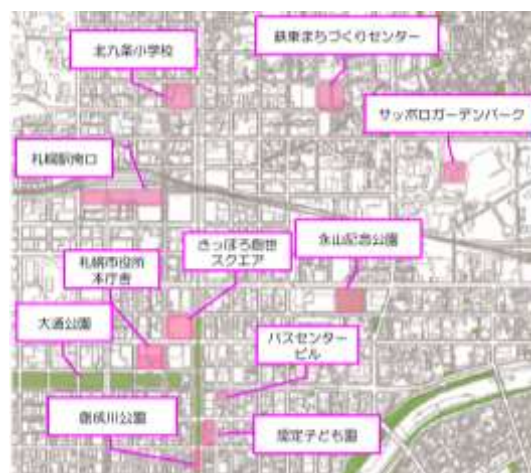 北九条小学校
鉄東まちづくりセンター
サッポロガーデンパーク
札幌駅南口
さっぽろ創世
スクエア
永山記念公園
札幌市役所
本庁舎
大通公園
バスセンター
ビル
創成川公園
認定子ども園